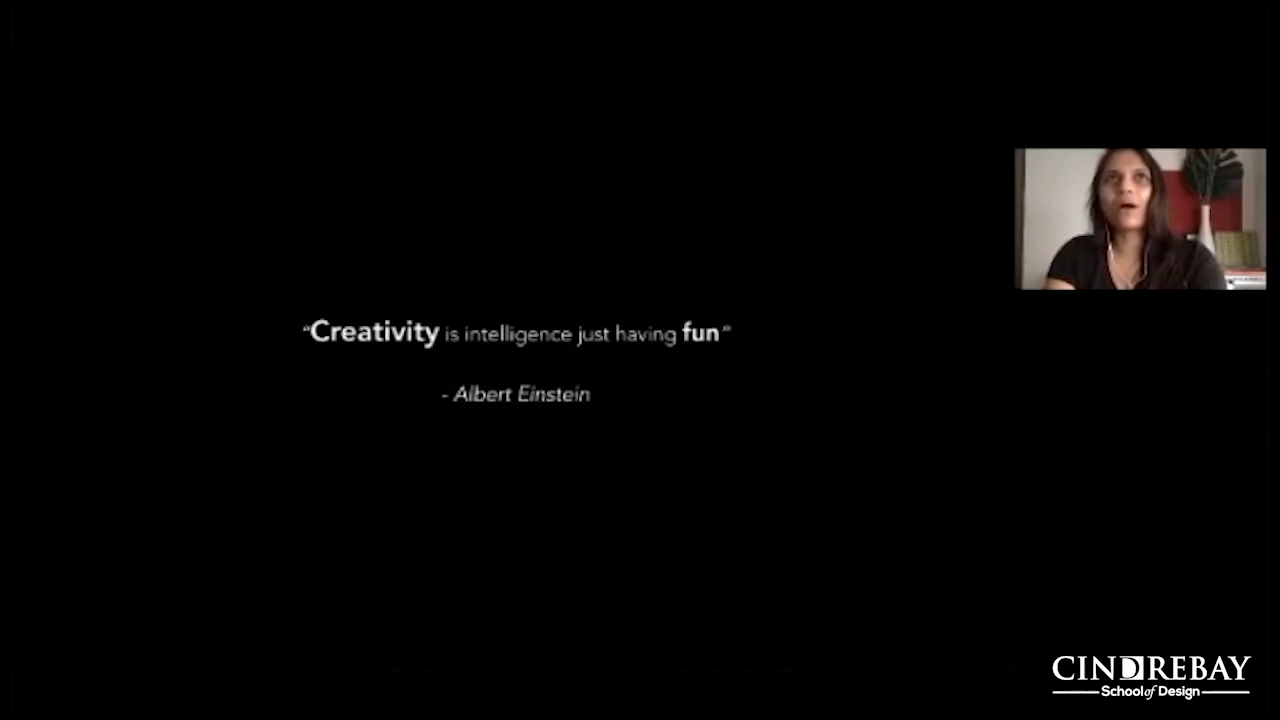 “Creativity is intelligence just having fun”
- Albert Einstein
CINDREBAY
School of Design